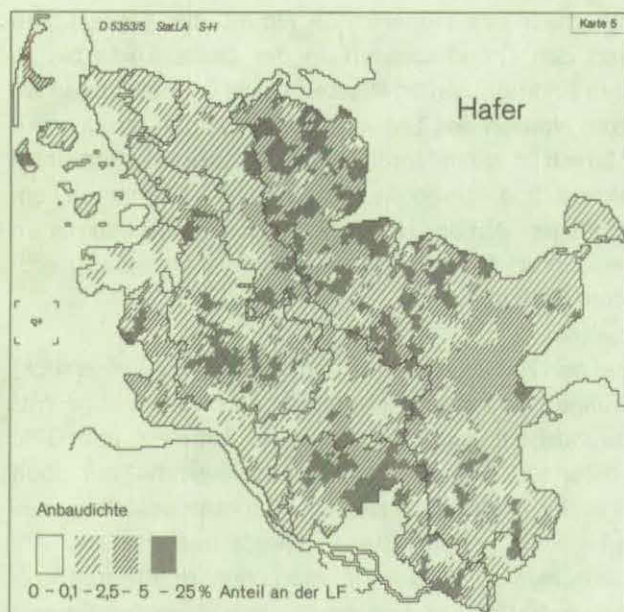 D 5353/5 Stat.LA S-H
Karte 5
Hafer
Anbaudichte
0 – 0,1 – 2,5 – 5 – 25 % Anteil an der LF